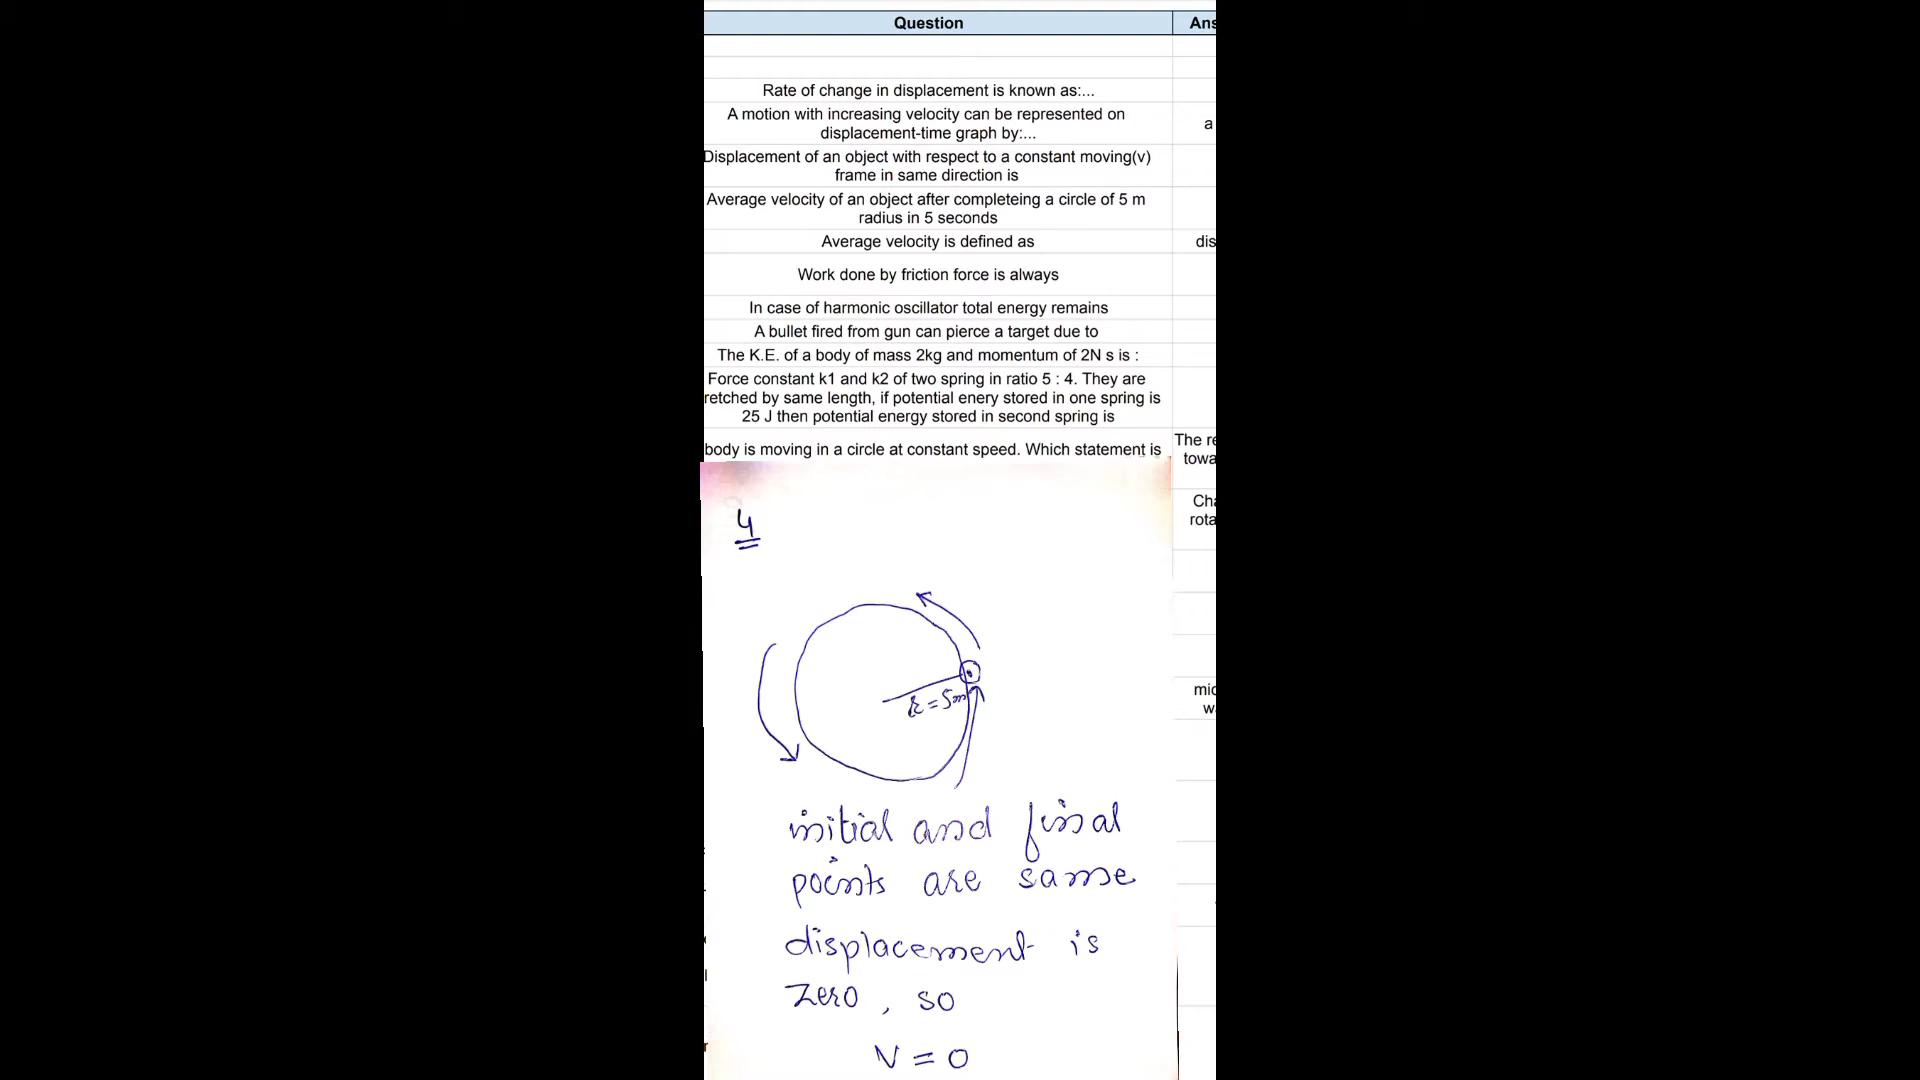 Question Ans
Rate of change in displacement is known as:...
A motion with increasing velocity can be represented on
displacement-time graph by:...
a
Displacement of an object with respect to a constant moving(v)
frame in same direction is
Average velocity of an object after completeing a circle of 5 m
radius in 5 seconds
Average velocity is defined as
dis
Work done by friction force is always
In case of harmonic oscillator total energy remains
A bullet fired from gun can pierce a target due to
The K.E. of a body of mass 2kg and momentum of 2N s is :
Force constant k1 and k2 of two spring in ratio 5 : 4. They are
retched by same length, if potential enery stored in one spring is
25 J then potential energy stored in second spring is
body is moving in a circle at constant speed. Which statement is
The re
towa
Cha
rota
mic
w
4
R = 5m
initial and final
points are same
displacement is
zero, so
V = 0